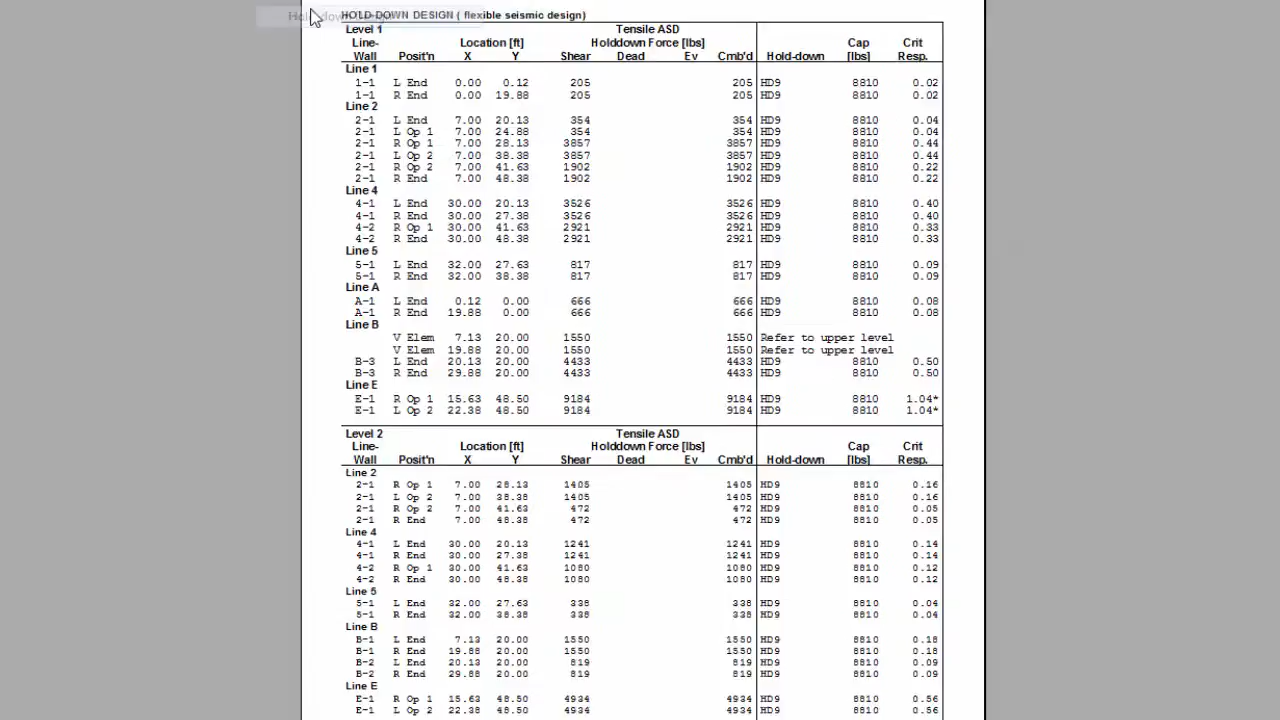 HOLD-DOWN DESIGN ( flexible seismic design)
Level 1 Tensile ASD
Line- Location [ft] Holddown Force [lbs] Cap Crit
Wall Posit'n X Y Shear Dead Ev Cmb'd Hold-down [lbs] Resp.
Line 1
1-1 L End 0.00 0.12 205 205 HD9 8810 0.02
1-1 R End 0.00 19.88 205 205 HD9 8810 0.02
Line 2
2-1 L End 7.00 20.13 354 354 HD9 8810 0.04
2-1 L Op 1 7.00 24.88 354 354 HD9 8810 0.04
2-1 R Op 1 7.00 28.13 3857 3857 HD9 8810 0.44
2-1 L Op 2 7.00 38.38 3857 3857 HD9 8810 0.44
2-1 R Op 2 7.00 41.63 1902 1902 HD9 8810 0.22
2-1 R End 7.00 48.38 1902 1902 HD9 8810 0.22
Line 4
4-1 L End 30.00 20.13 3526 3526 HD9 8810 0.40
4-1 R End 30.00 27.38 3526 3526 HD9 8810 0.40
4-2 R Op 1 30.00 41.63 2921 2921 HD9 8810 0.33
4-2 R End 30.00 48.38 2921 2921 HD9 8810 0.33
Line 5
5-1 L End 32.00 27.63 817 817 HD9 8810 0.09
5-1 R End 32.00 38.38 817 817 HD9 8810 0.09
Line A
A-1 L End 0.12 0.00 666 666 HD9 8810 0.08
A-1 R End 19.88 0.00 666 666 HD9 8810 0.08
Line B
V Elem 7.13 20.00 1550 1550 Refer to upper level
V Elem 19.88 20.00 1550 1550 Refer to upper level
B-3 L End 20.13 20.00 4433 4433 HD9 8810 0.50
B-3 R End 29.88 20.00 4433 4433 HD9 8810 0.50
Line E
E-1 R Op 1 15.63 48.50 9184 9184 HD9 8810 1.04*
E-1 L Op 2 22.38 48.50 9184 9184 HD9 8810 1.04*
Level 2 Tensile ASD
Line- Location [ft] Holddown Force [lbs] Cap Crit
Wall Posit'n X Y Shear Dead Ev Cmb'd Hold-down [lbs] Resp.
Line 2
2-1 R Op 1 7.00 28.13 1405 1405 HD9 8810 0.16
2-1 L Op 2 7.00 38.38 1405 1405 HD9 8810 0.16
2-1 R Op 2 7.00 41.63 472 472 HD9 8810 0.05
2-1 R End 7.00 48.38 472 472 HD9 8810 0.05
Line 4
4-1 L End 30.00 20.13 1241 1241 HD9 8810 0.14
4-1 R End 30.00 27.38 1241 1241 HD9 8810 0.14
4-2 R Op 1 30.00 41.63 1080 1080 HD9 8810 0.12
4-2 R End 30.00 48.38 1080 1080 HD9 8810 0.12
Line 5
5-1 L End 32.00 27.63 338 338 HD9 8810 0.04
5-1 R End 32.00 38.38 338 338 HD9 8810 0.04
Line B
B-1 L End 7.13 20.00 1550 1550 HD9 8810 0.18
B-1 R End 19.88 20.00 1550 1550 HD9 8810 0.18
B-2 L End 20.13 20.00 819 819 HD9 8810 0.09
B-2 R End 29.88 20.00 819 819 HD9 8810 0.09
Line E
E-1 R Op 1 15.63 48.50 4934 4934 HD9 8810 0.56
E-1 L Op 2 22.38 48.50 4934 4934 HD9 8810 0.56